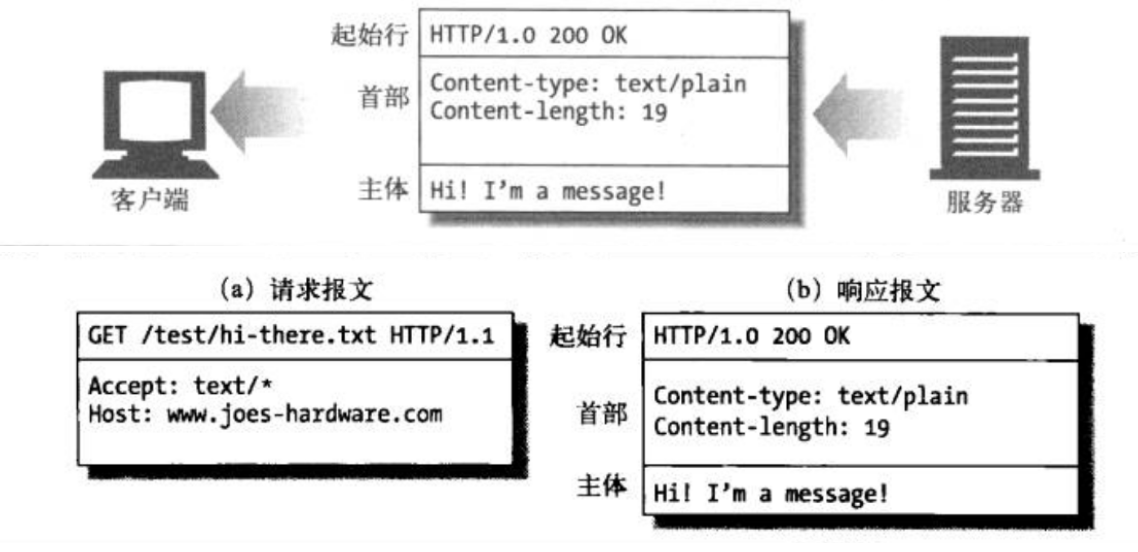 起始行 HTTP/1.0 200 OK
首部 Content-type: text/plain
Content-length: 19
主体 Hi! I'm a message!
客户端
服务器
(a) 请求报文
GET /test/hi-there.txt HTTP/1.1
Accept: text/*
Host: www.joes-hardware.com
(b) 响应报文
起始行 HTTP/1.0 200 OK
首部 Content-type: text/plain
Content-length: 19
主体 Hi! I'm a message!